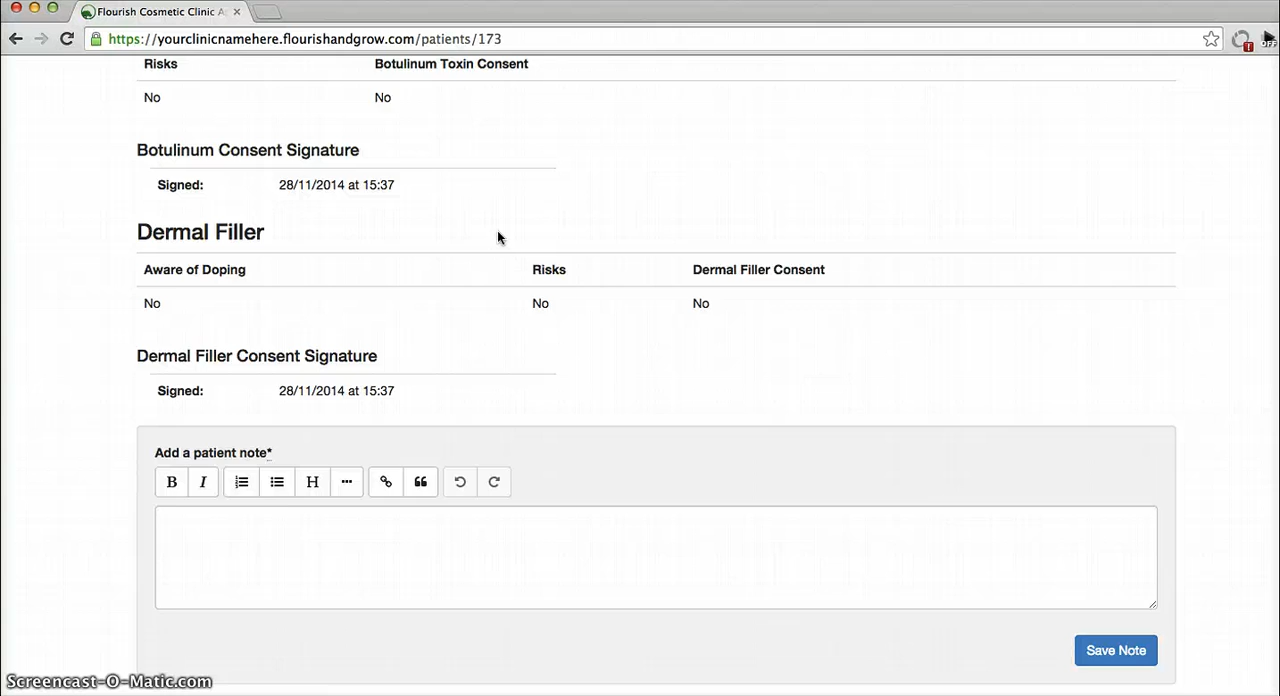 Flourish Cosmetic Clinic A
https://yourclinicnamehere.flourishandgrow.com/patients/173
OFF
Risks Botulinum Toxin Consent
No No
Botulinum Consent Signature
Signed: 28/11/2014 at 15:37
Dermal Filler
Aware of Doping Risks Dermal Filler Consent
No No No
Dermal Filler Consent Signature
Signed: 28/11/2014 at 15:37
Add a patient note*
B I H
Save Note
Screencast-O-Matic.com